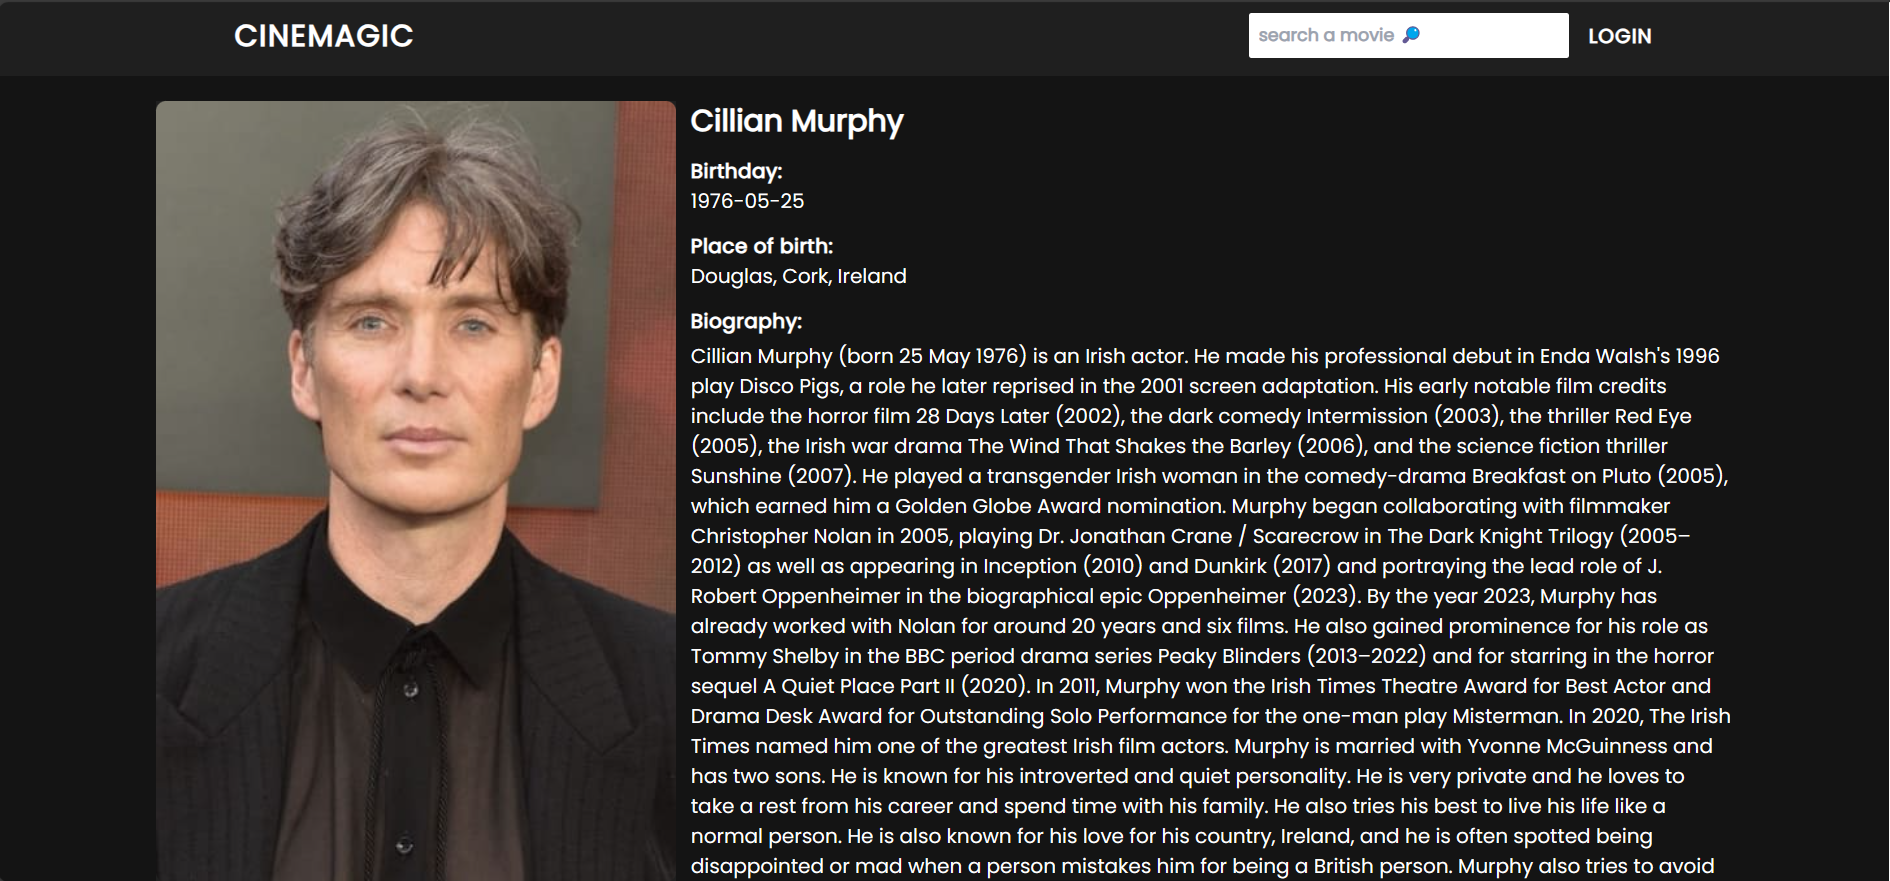 CINEMAGIC
search a movie 🔎
LOGIN
Cillian Murphy
Birthday:
1976-05-25
Place of birth:
Douglas, Cork, Ireland
Biography:
Cillian Murphy (born 25 May 1976) is an Irish actor. He made his professional debut in Enda Walsh's 1996
play Disco Pigs, a role he later reprised in the 2001 screen adaptation. His early notable film credits
include the horror film 28 Days Later (2002), the dark comedy Intermission (2003), the thriller Red Eye
(2005), the Irish war drama The Wind That Shakes the Barley (2006), and the science fiction thriller
Sunshine (2007). He played a transgender Irish woman in the comedy-drama Breakfast on Pluto (2005),
which earned him a Golden Globe Award nomination. Murphy began collaborating with filmmaker
Christopher Nolan in 2005, playing Dr. Jonathan Crane / Scarecrow in The Dark Knight Trilogy (2005–
2012) as well as appearing in Inception (2010) and Dunkirk (2017) and portraying the lead role of J.
Robert Oppenheimer in the biographical epic Oppenheimer (2023). By the year 2023, Murphy has
already worked with Nolan for around 20 years and six films. He also gained prominence for his role as
Tommy Shelby in the BBC period drama series Peaky Blinders (2013–2022) and for starring in the horror
sequel A Quiet Place Part II (2020). In 2011, Murphy won the Irish Times Theatre Award for Best Actor and
Drama Desk Award for Outstanding Solo Performance for the one-man play Misterman. In 2020, The Irish
Times named him one of the greatest Irish film actors. Murphy is married with Yvonne McGuinness and
has two sons. He is known for his introverted and quiet personality. He is very private and he loves to
take a rest from his career and spend time with his family. He also tries his best to live his life like a
normal person. He is also known for his love for his country, Ireland, and he is often spotted being
disappointed or mad when a person mistakes him for being a British person. Murphy also tries to avoid